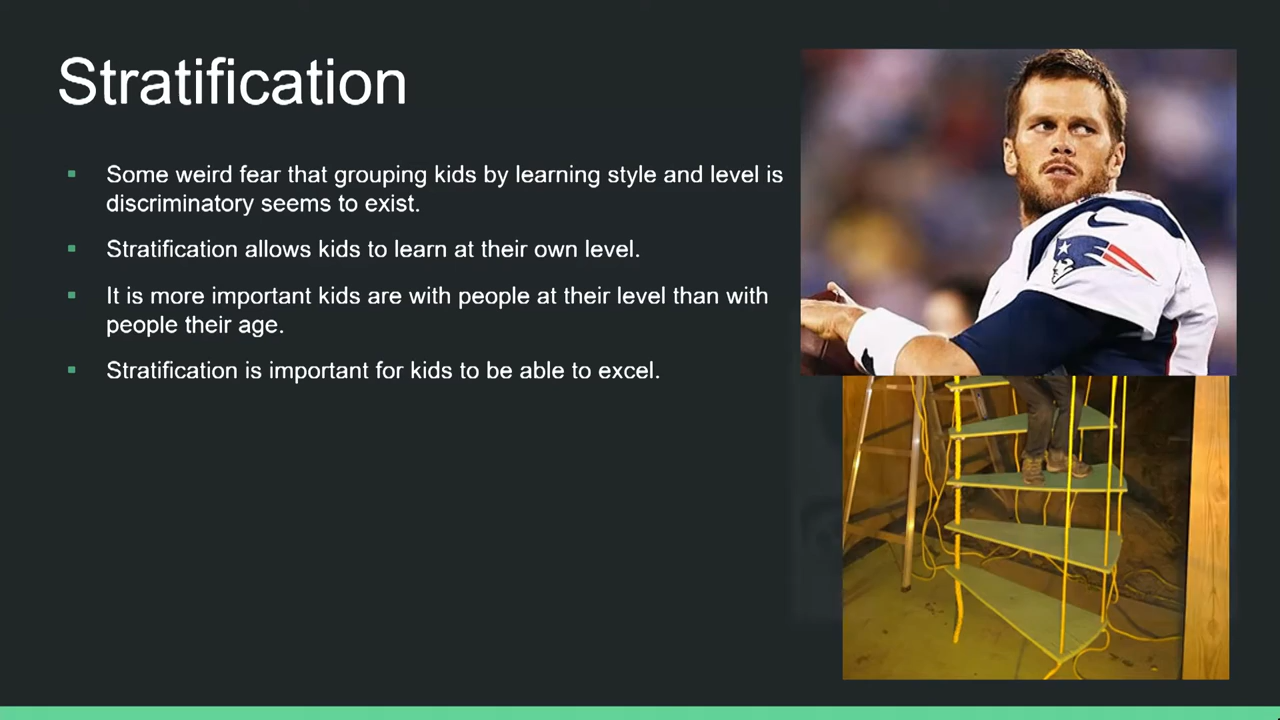 Stratification
Some weird fear that grouping kids by learning style and level is
discriminatory seems to exist.
Stratification allows kids to learn at their own level.
It is more important kids are with people at their level than with
people their age.
Stratification is important for kids to be able to excel.